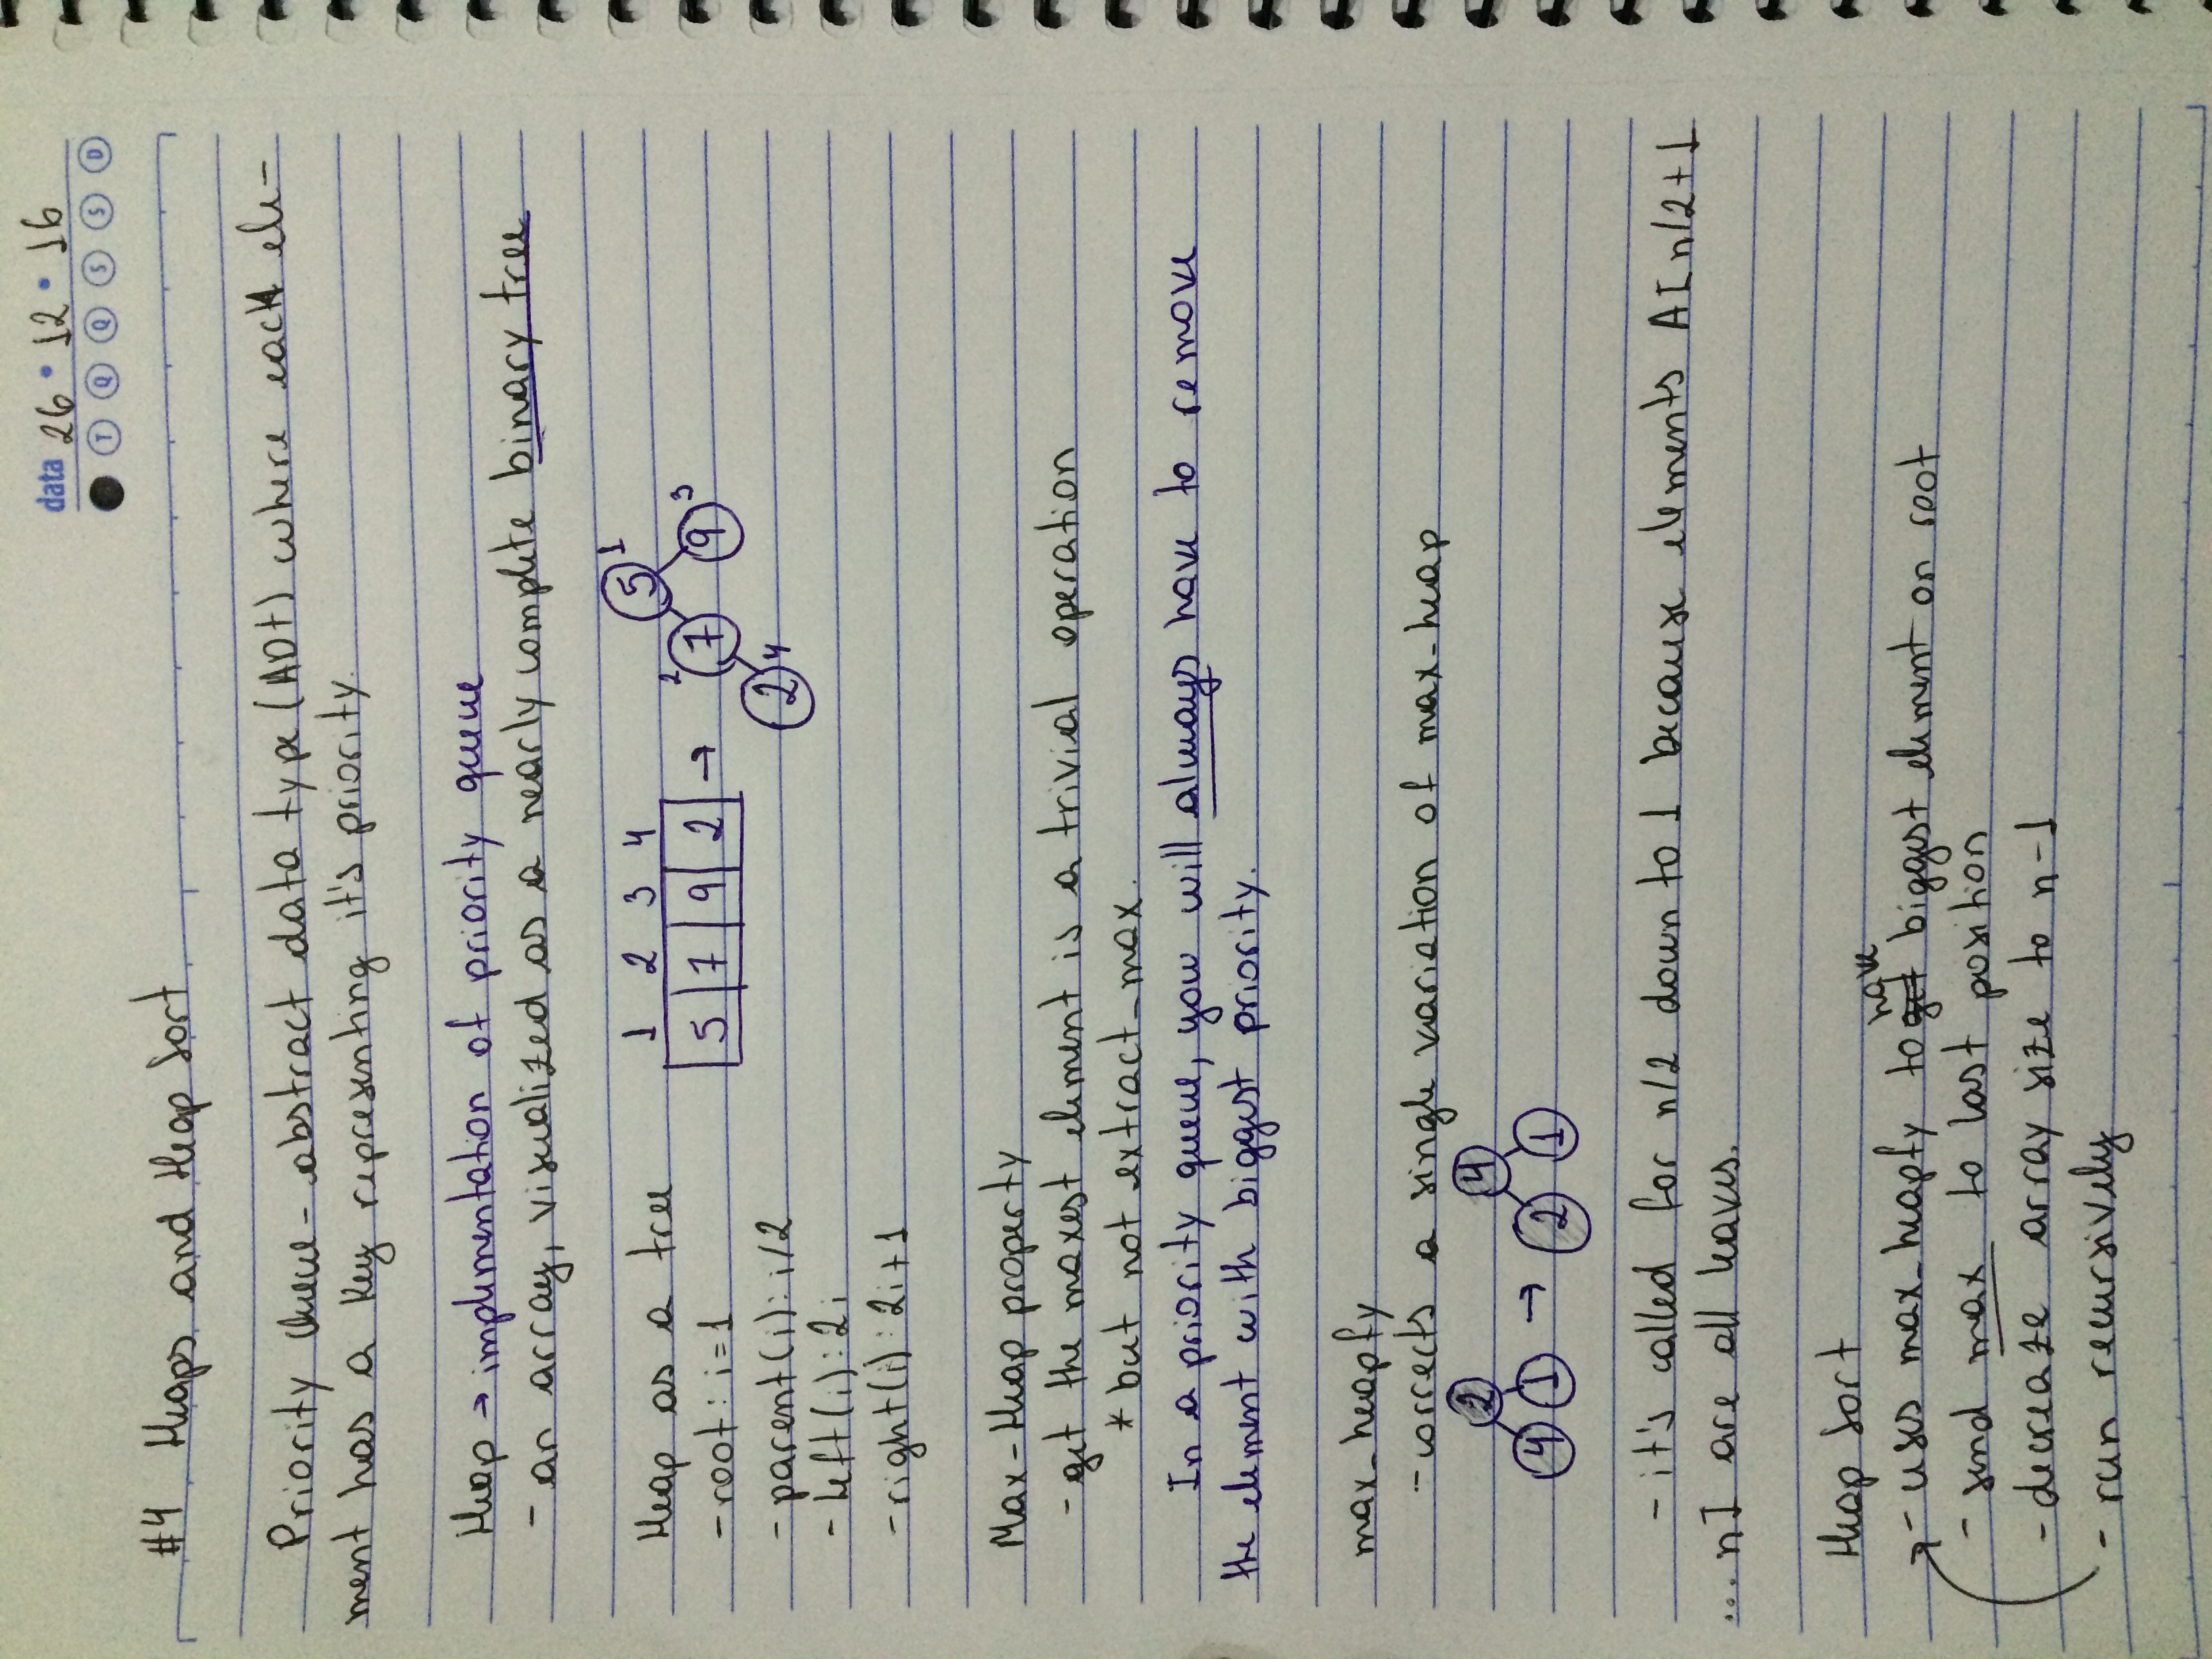 data 26 • 12 • 16
T Q Q S S D
#4 Heaps and Heap Sort
Priority Queue - abstract data type (ADT) where each ele-
ment has a key representing it's priority.
Heap → implementation of priority queue
- an array, visualized as a nearly complete binary tree
Heap as a tree
- root: i=1
- parent(i): i/2
- left(i): 2i
- right(i): 2i+1
1 2 3 4
5 7 9 2 →
5 1
2 7 9 3
2 4
Max-Heap property
- get the maxest element is a trivial operation
* but not extract_max.
In a priority queue, you will always have to remove
the element with biggest priority.
max_heapfy
- corrects a single variation of max_heap
2 4
4 1 → 2 1
- it's called for n/2 down to 1 because elements A[n/2+1
... n] are all leaves.
Heap Sort
- uses max_heapfy to get have biggest element on root
- send max to last position
- decreaze array size to n-1
- run recursively